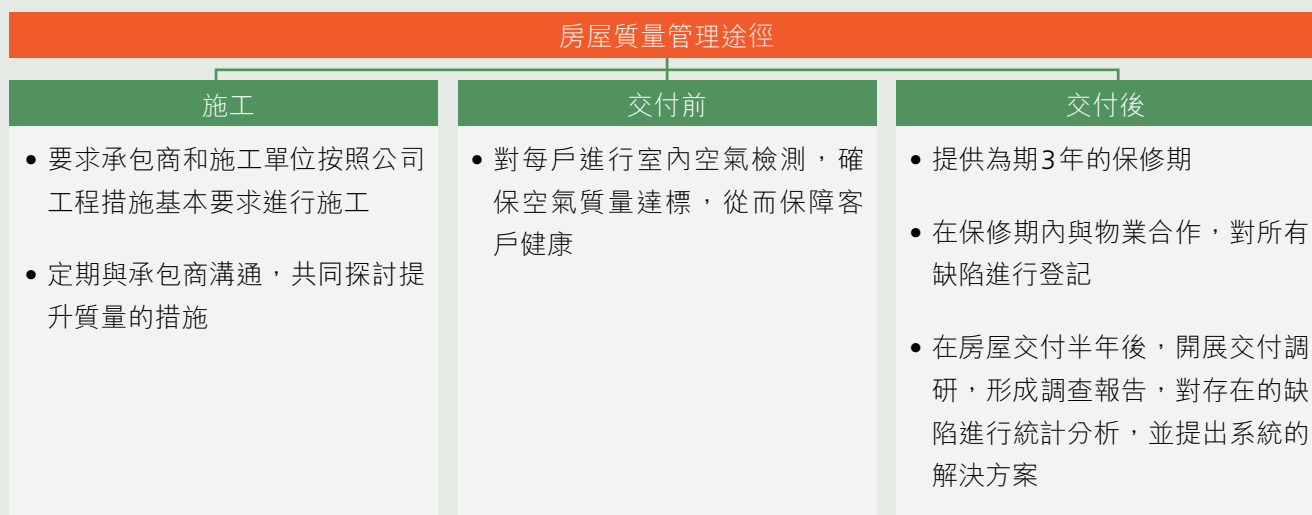 房屋質量管理途徑
施工
• 要求承包商和施工單位按照公司
工程措施基本要求進行施工
• 定期與承包商溝通，共同探討提
升質量的措施
交付前
• 對每戶進行室內空氣檢測，確
保空氣質量達標，從而保障客
戶健康
交付後
• 提供為期3年的保修期
• 在保修期內與物業合作，對所有
缺陷進行登記
• 在房屋交付半年後，開展交付調
研，形成調查報告，對存在的缺
陷進行統計分析，並提出系統的
解決方案